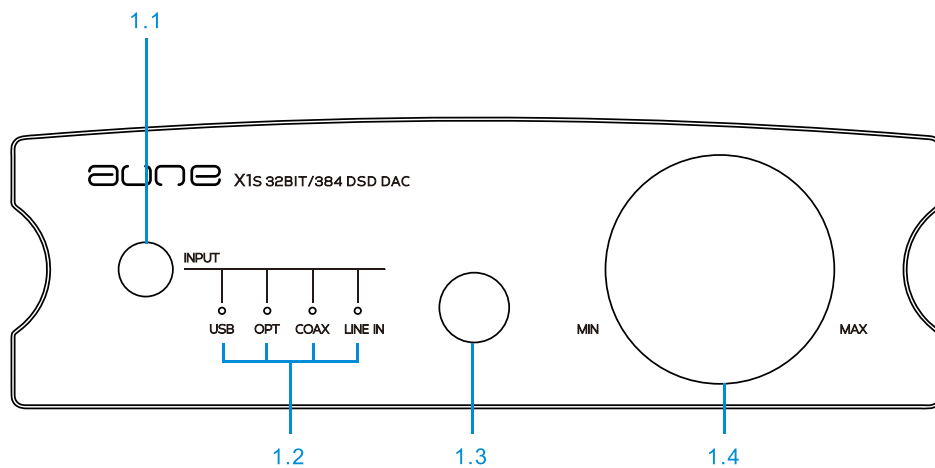 1.1
aune X1S 32BIT/384 DSD DAC
INPUT
USB OPT COAX LINE IN
MIN MAX
1.2 1.3 1.4